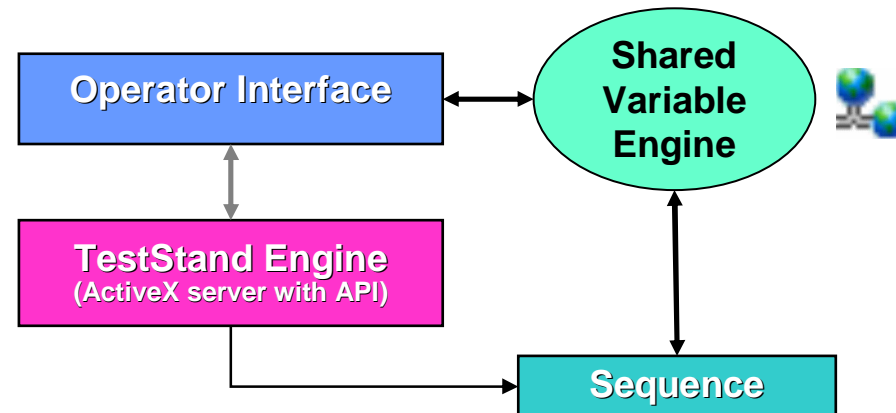 Operator Interface
Shared
Variable
Engine
TestStand Engine
(ActiveX server with API)
Sequence